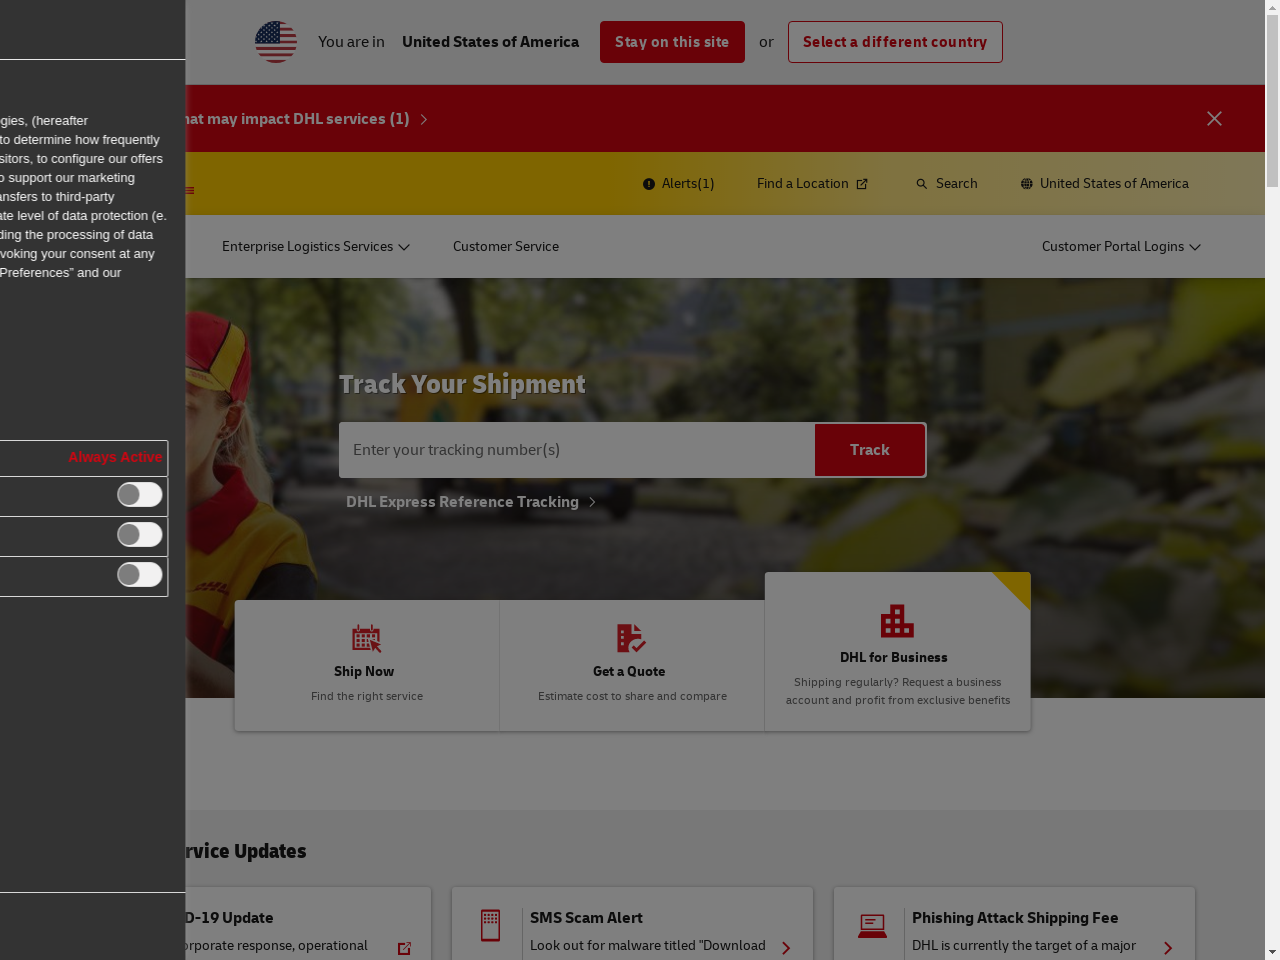 You are in United States of America Stay on this site or Select a different country
hat may impact DHL services (1)
Alerts(1) Find a Location Search United States of America
Enterprise Logistics Services Customer Service Customer Portal Logins
gies, (hereafter
to determine how frequently
sitors, to configure our offers
o support our marketing
ansfers to third-party
ate level of data protection (e.
ding the processing of data
voking your consent at any
Preferences” and our
Always Active
Track Your Shipment
Enter your tracking number(s) Track
DHL Express Reference Tracking
Ship Now
Find the right service
Get a Quote
Estimate cost to share and compare
DHL for Business
Shipping regularly? Request a business
account and profit from exclusive benefits
rvice Updates
D-19 Update
orporate response, operational
SMS Scam Alert
Look out for malware titled "Download
Phishing Attack Shipping Fee
DHL is currently the target of a major